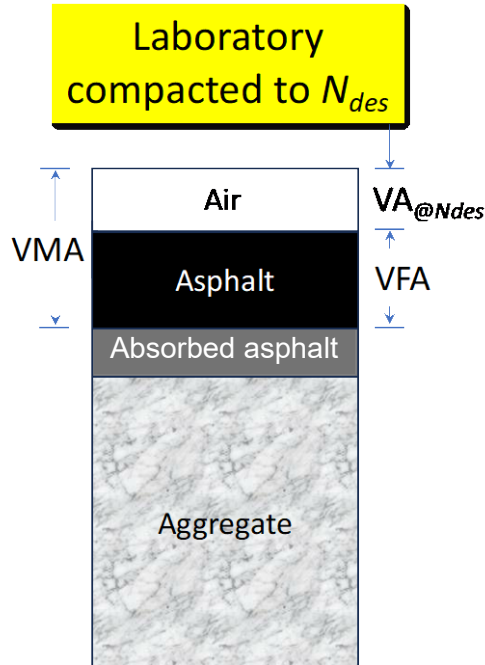 Laboratory
compacted to Ndes
Air
VA@Ndes
VMA
Asphalt
VFA
Absorbed asphalt
Aggregate